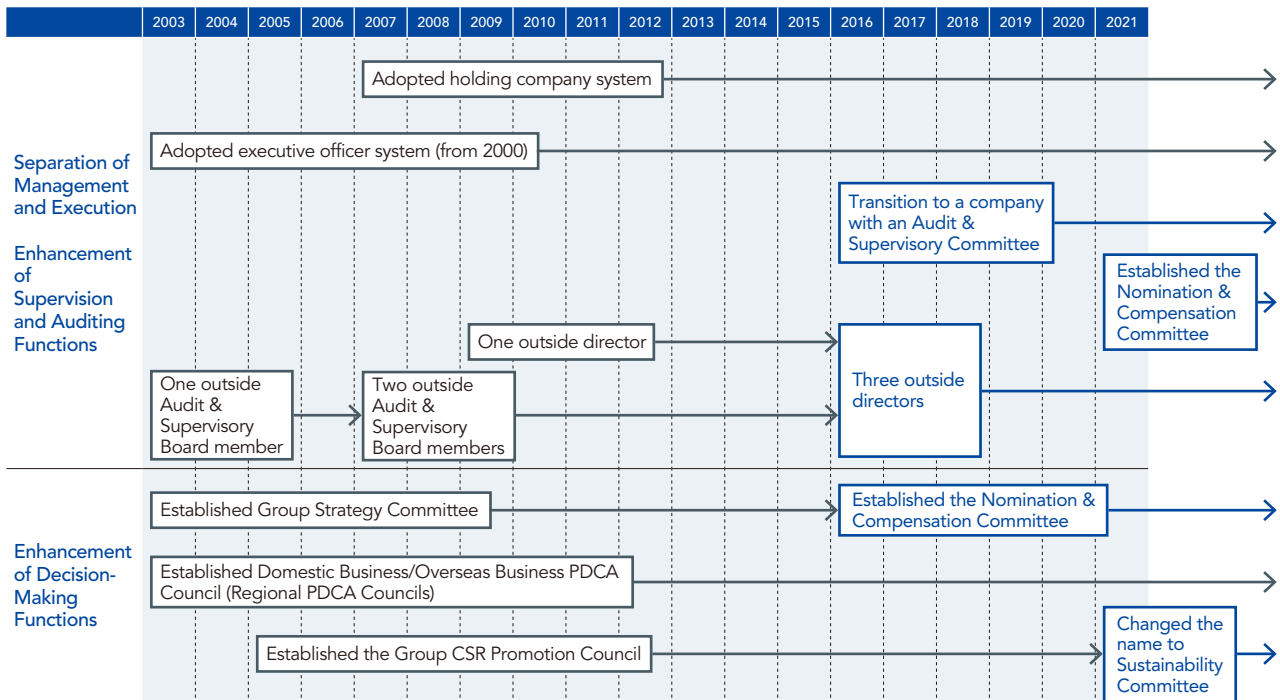 2003 2004 2005 2006 2007 2008 2009 2010 2011 2012 2013 2014 2015 2016 2017 2018 2019 2020 2021
Separation of
Management
and Execution
Enhancement
of
Supervision
and Auditing
Functions
Adopted holding company system
Adopted executive officer system (from 2000)
Transition to a company
with an Audit &
Supervisory Committee
Established the
Nomination &
Compensation
Committee
One outside director
One outside
Audit &
Supervisory
Board member
Two outside
Audit &
Supervisory
Board members
Three outside
directors
Enhancement
of Decision-
Making
Functions
Established Group Strategy Committee
Established the Nomination &
Compensation Committee
Established Domestic Business/Overseas Business PDCA
Council (Regional PDCA Councils)
Established the Group CSR Promotion Council
Changed the
name to
Sustainability
Committee